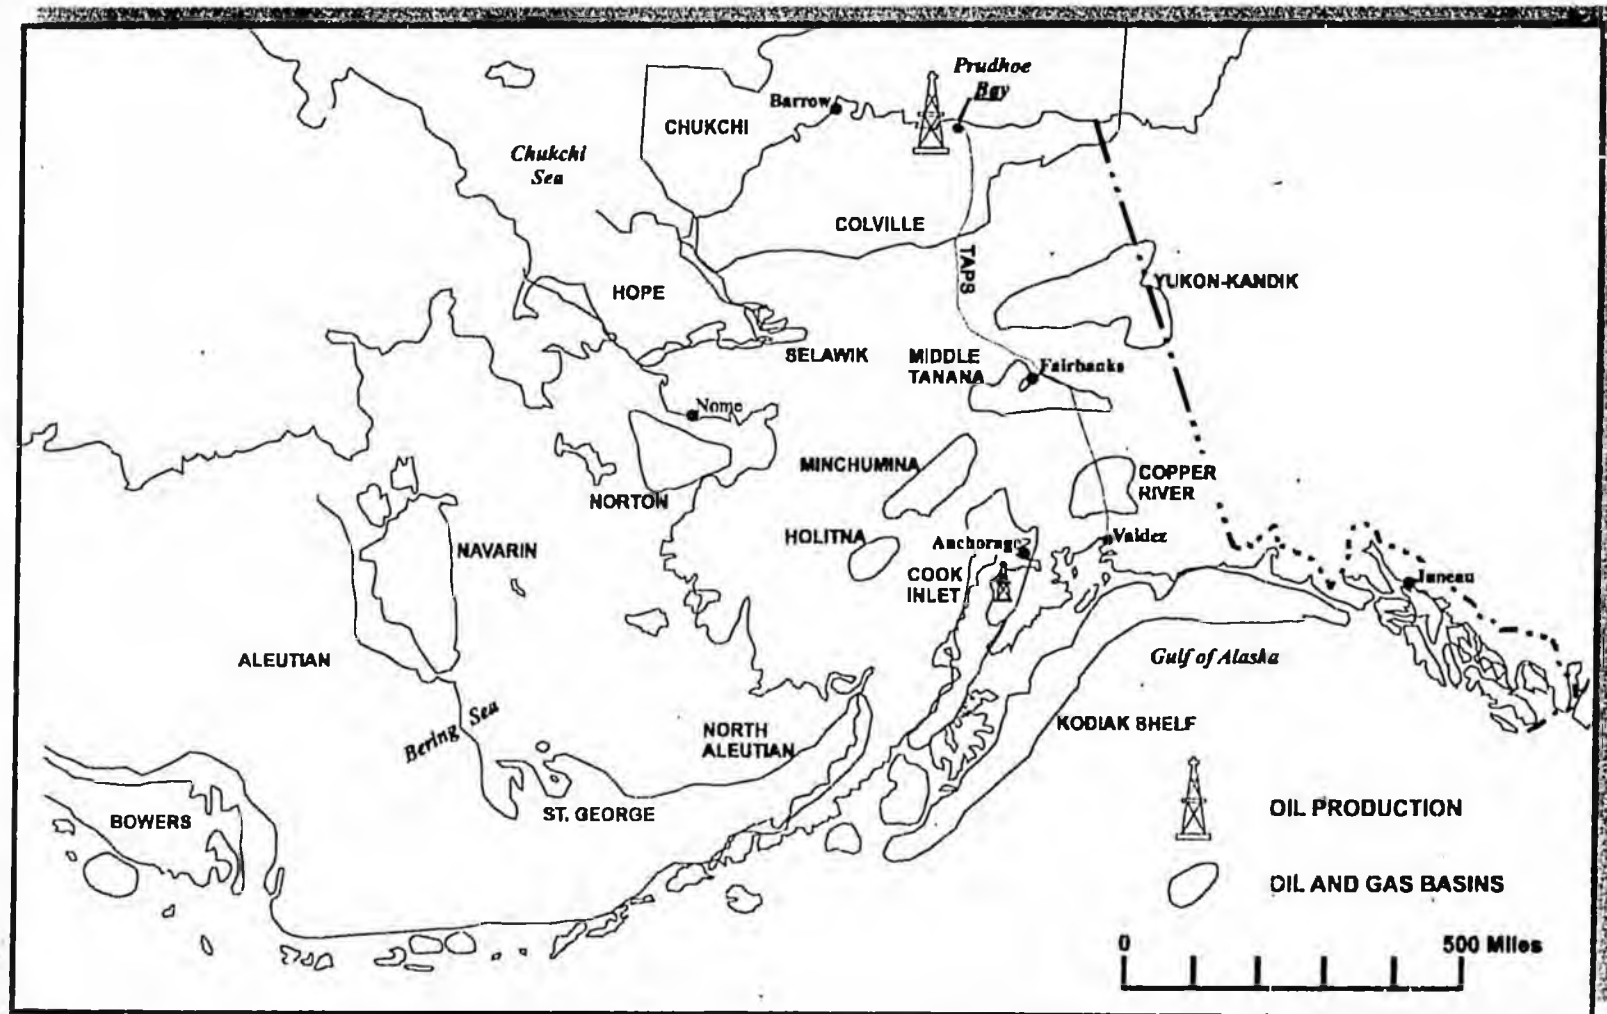 Prudhoe
Bay
Barrow
CHUKCHI
Chukchi
Sea
COLVILLE
TAPS
YUKON-KANDIK
HOPE
SELAWIK
MIDDLE
TANANA
Fairbanks
Nome
MINCHUMINA
COPPER
RIVER
NORTON
HOLITNA
Anchorage
Valdez
NAVARIN
COOK
INLET
Juneau
ALEUTIAN
Gulf of Alaska
Bering Sea
NORTH
ALEUTIAN
KODIAK SHELF
BOWERS
ST. GEORGE
OIL PRODUCTION
OIL AND GAS BASINS
0 500 Miles